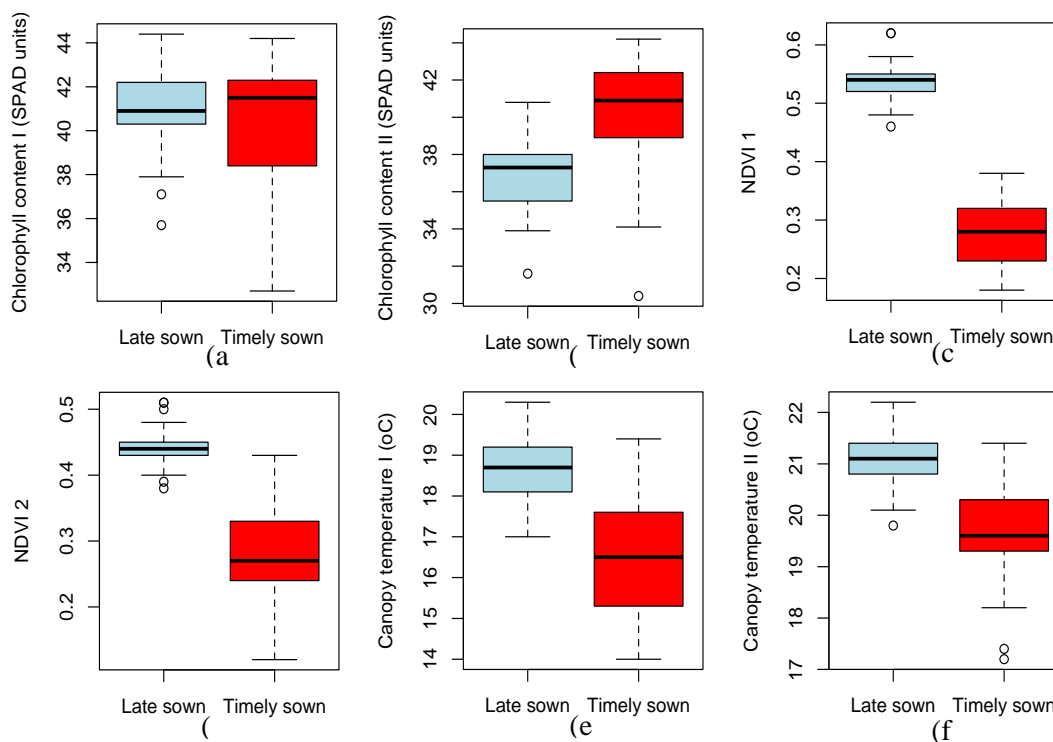 Chlorophyll content I (SPAD units)
44
42
40
38
36
34
Late sown Timely sown
(a
Chlorophyll content II (SPAD units)
42
38
34
30
Late sown Timely sown
(
NDVI 1
0.6
0.5
0.3
0.2
Late sown Timely sown
(c
NDVI 2
0.5
0.4
0.3
0.2
Late sown Timely sown
(
Canopy temperature I (oC)
20
19
18
17
16
15
14
Late sown Timely sown
(e
Canopy temperature II (oC)
22
21
20
19
18
17
Late sown Timely sown
(f